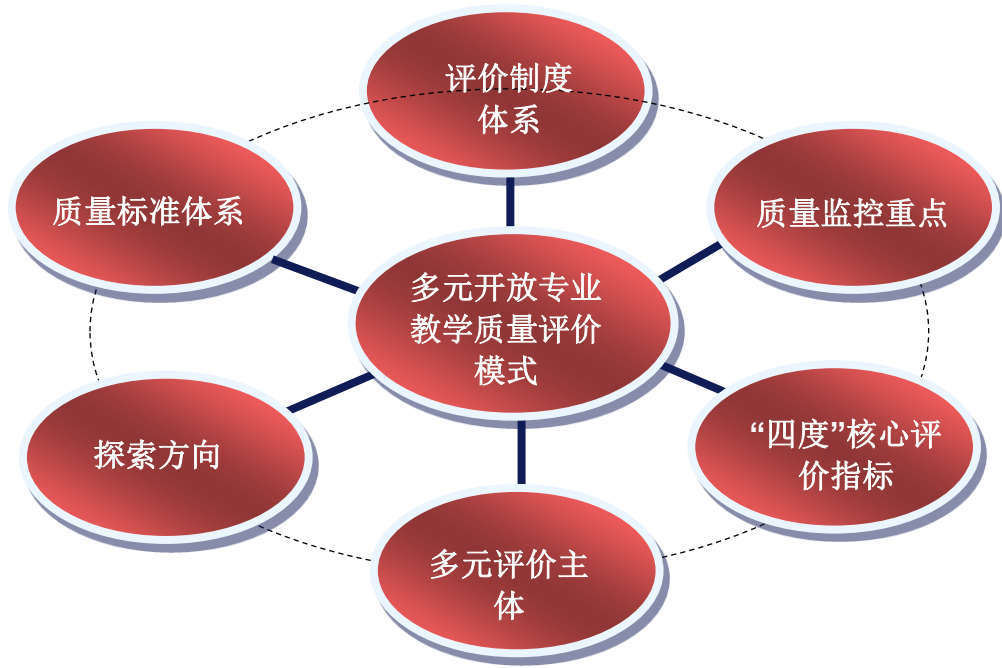 评价制度
体系
质量标准体系
质量监控重点
多元开放专业
教学质量评价
模式
探索方向
“四度”核心评
价指标
多元评价主
体